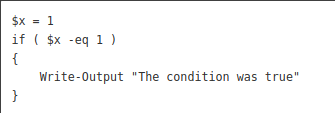 $x = 1
if ( $x -eq 1 )
{
    Write-Output "The condition was true"
}